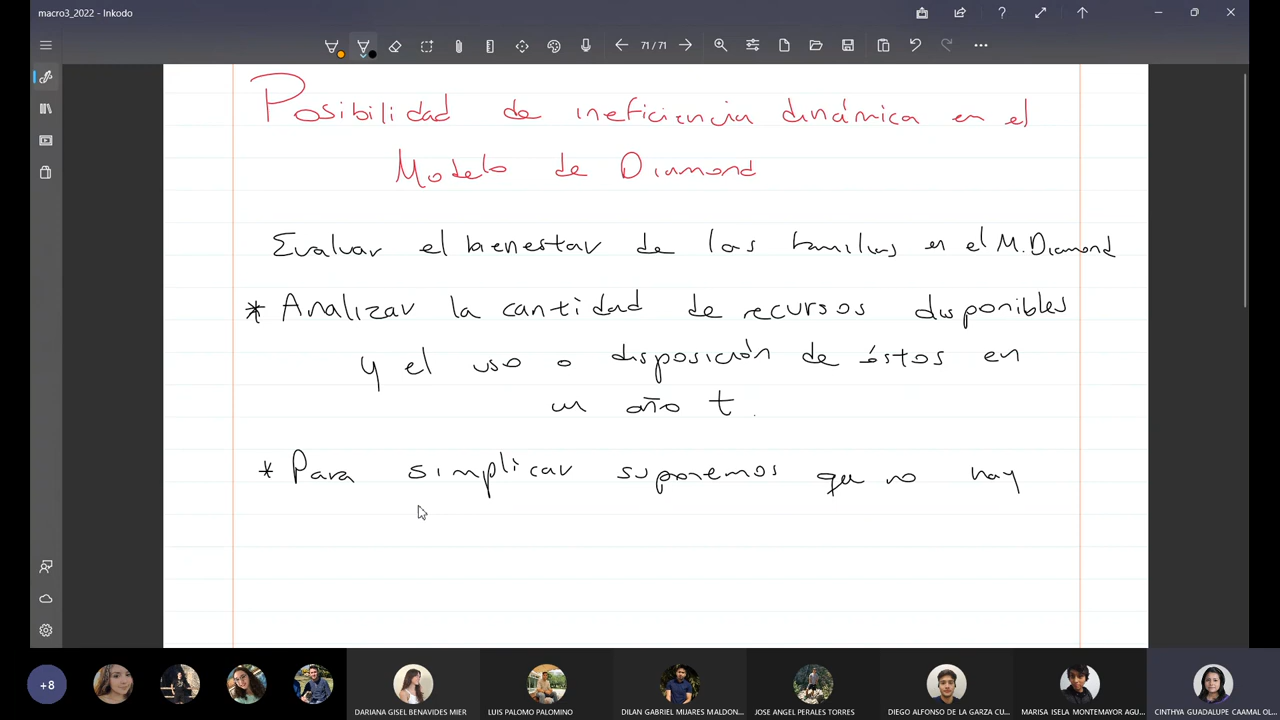 macro3_2022 - Inkodo
71 / 71
Posibilidad de ineficiencia dinámica en el
Modelo de Diamond
Evaluar el bienestar de las familias en el M. Diamond
* Analizar la cantidad de recursos disponibles
y el uso o disposición de éstos en
un año t.
* Para simplicar suponemos que no hay
+8
DARIANA GISEL BENAVIDES MIER
LUIS PALOMO PALOMINO
DILAN GABRIEL MIJARES MALDON...
JOSE ANGEL PERALES TORRES
DIEGO ALFONSO DE LA GARZA CU...
MARISA ISELA MONTEMAYOR AGU...
CINTHYA GUADALUPE CAAMAL OL...